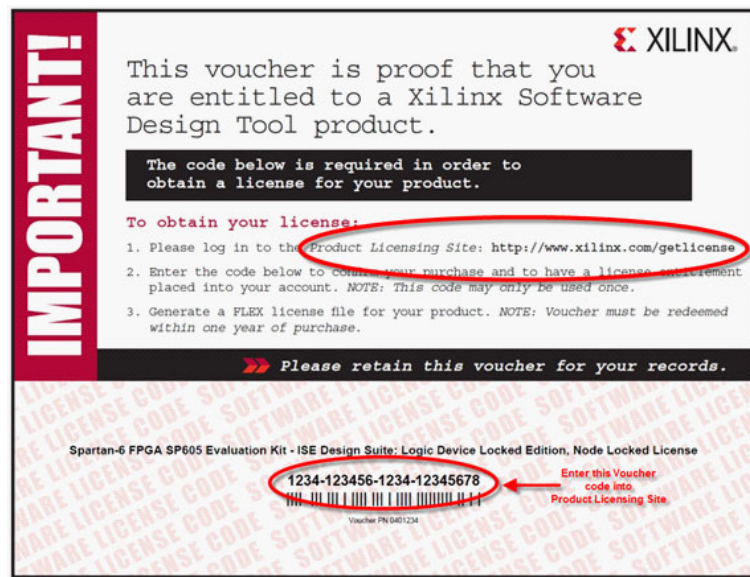 IMPORTANT!
XILINX
This voucher is proof that you
are entitled to a Xilinx Software
Design Tool product.
The code below is required in order to
obtain a license for your product.
To obtain your license:
1. Please log in to the Product Licensing Site: http://www.xilinx.com/getlicense
2. Enter the code below to confirm your purchase and to have a license entitlement
placed into your account. NOTE: This code may only be used once.
3. Generate a FLEX license file for your product. NOTE: Voucher must be redeemed
within one year of purchase.
Please retain this voucher for your records.
Spartan-6 FPGA SP605 Evaluation Kit - ISE Design Suite: Logic Device Locked Edition, Node Locked License
1234-123456-1234-12345678
Voucher PN 0401234
Enter this Voucher
code into
Product Licensing Site
SOFTWARE LICENSE CODE